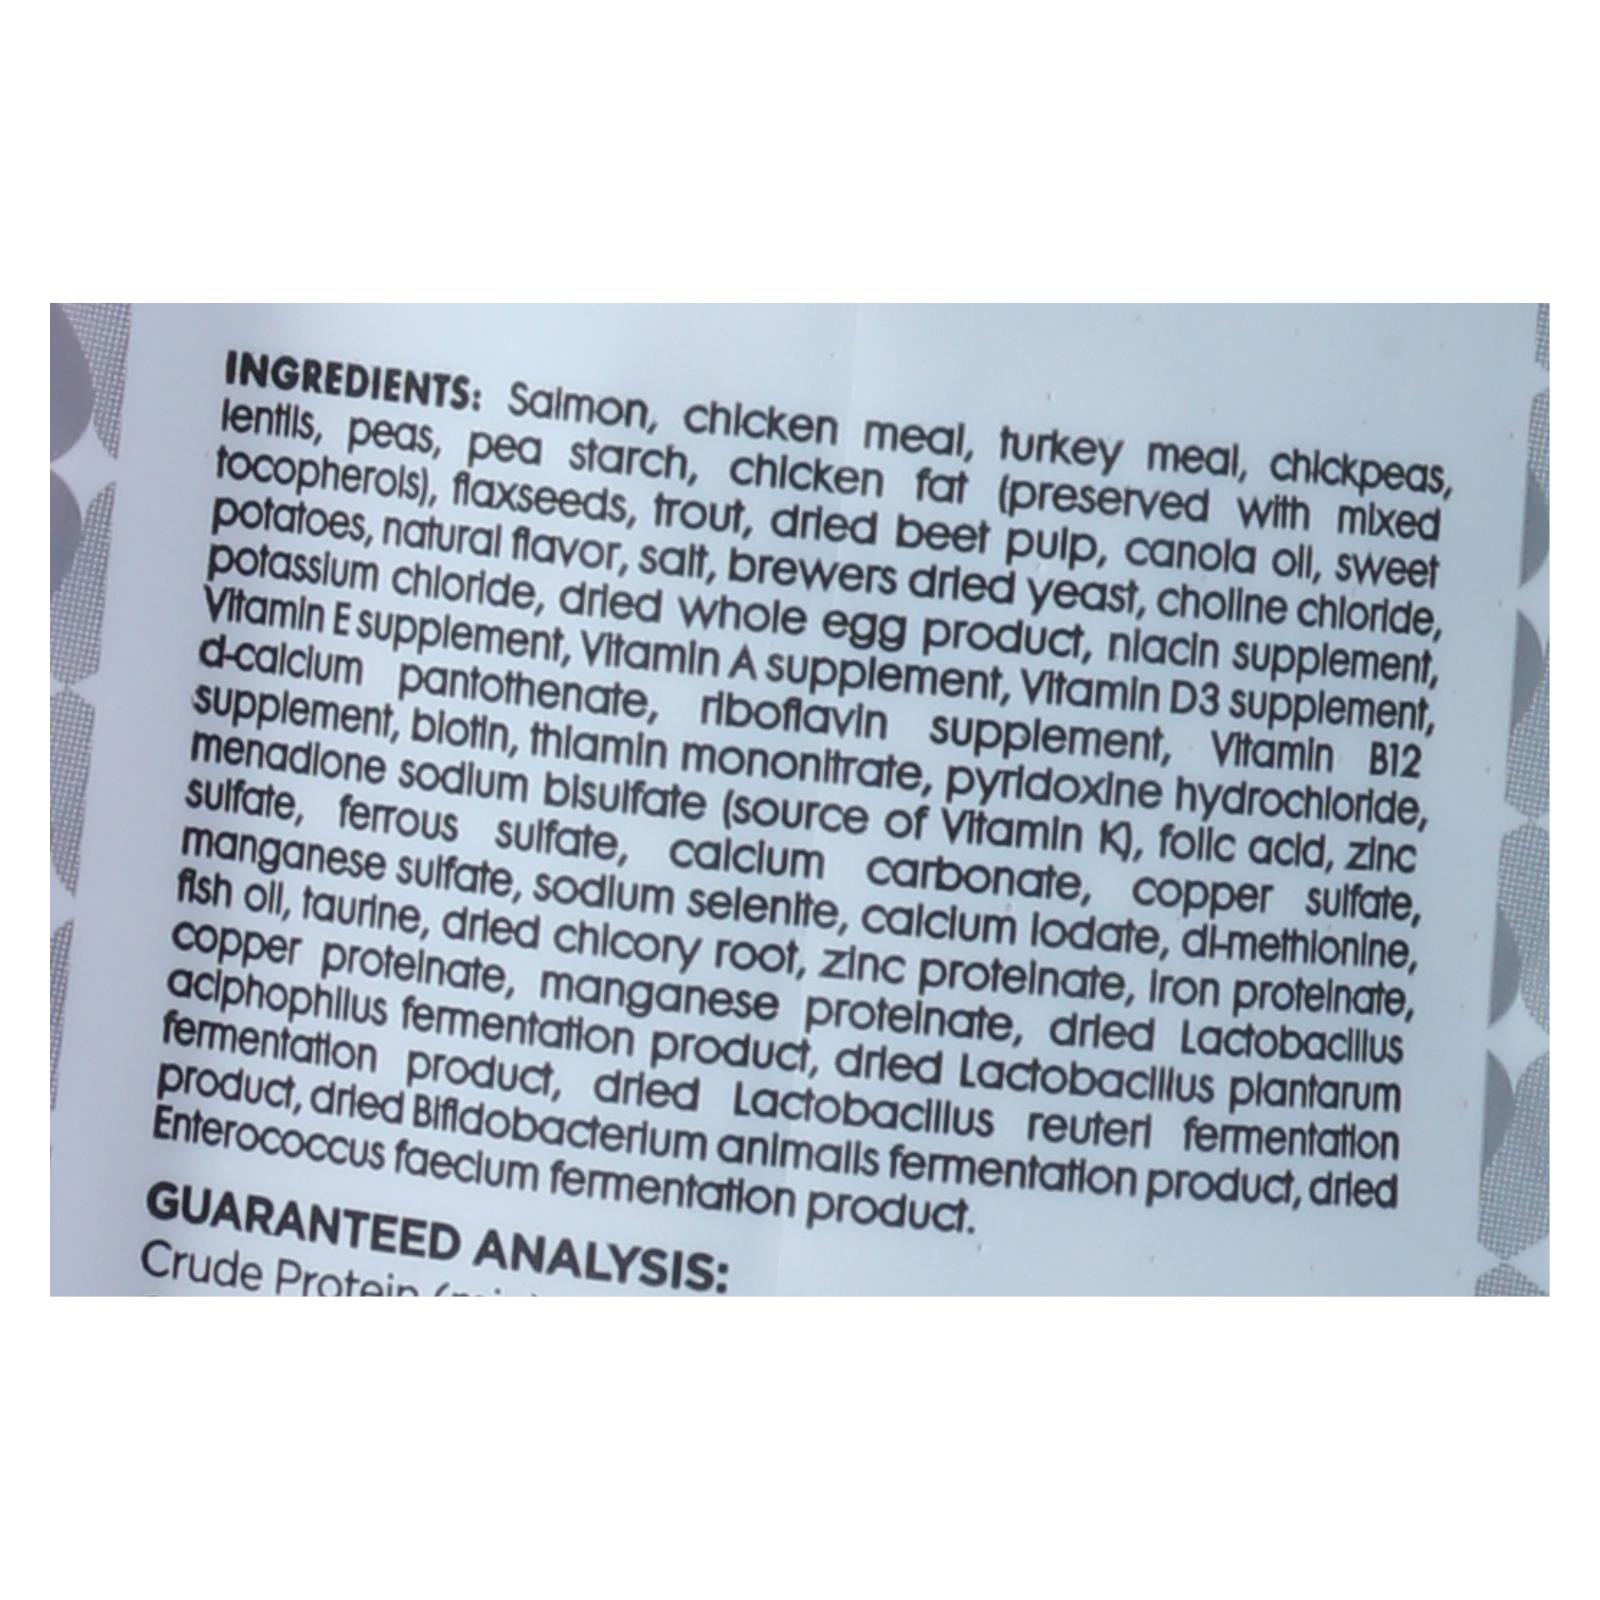 INGREDIENTS: Salmon, chicken meal, turkey meal, chickpeas,
lentils, peas, pea starch, chicken fat (preserved with mixed
tocopherols), flaxseeds, trout, dried beet pulp, canola oil, sweet
potatoes, natural flavor, salt, brewers dried yeast, choline chloride,
potassium chloride, dried whole egg product, niacin supplement,
Vitamin E supplement, Vitamin A supplement, Vitamin D3 supplement,
d-calcium pantothenate, riboflavin supplement, Vitamin B12
supplement, biotin, thiamin mononitrate, pyridoxine hydrochloride,
menadione sodium bisulfate (source of Vitamin K), folic acid, zinc
sulfate, ferrous sulfate, calcium carbonate, copper sulfate,
manganese sulfate, sodium selenite, calcium iodate, dl-methionine,
fish oil, taurine, dried chicory root, zinc proteinate, iron proteinate,
copper proteinate, manganese proteinate, dried Lactobacillus
aciphophilus fermentation product, dried Lactobacillus plantarum
fermentation product, dried Lactobacillus reuteri fermentation
product, dried Bifidobacterium animalis fermentation product, dried
Enterococcus faecium fermentation product.
GUARANTEED ANALYSIS:
Crude Protein